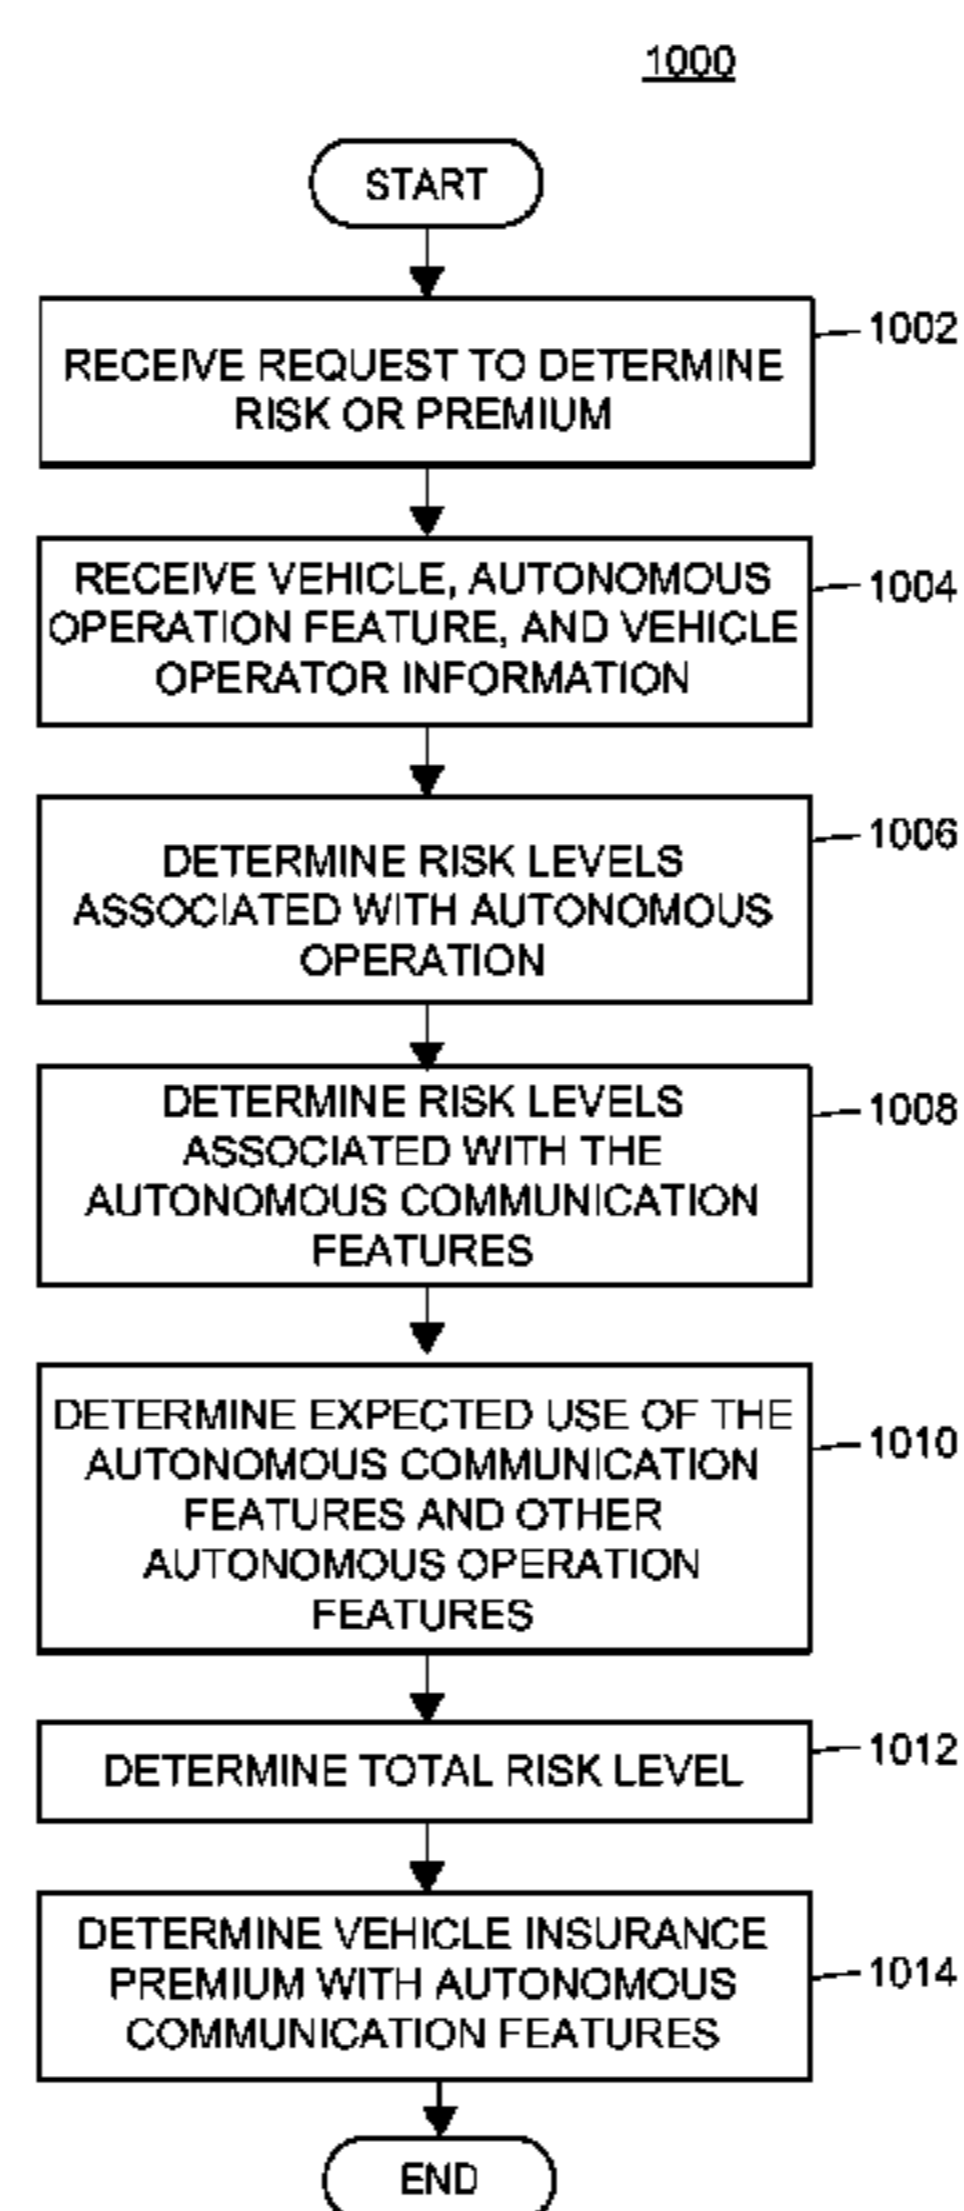 1000
START
RECEIVE REQUEST TO DETERMINE
RISK OR PREMIUM
1002
RECEIVE VEHICLE, AUTONOMOUS
OPERATION FEATURE, AND VEHICLE
OPERATOR INFORMATION
1004
DETERMINE RISK LEVELS
ASSOCIATED WITH AUTONOMOUS
OPERATION
1006
DETERMINE RISK LEVELS
ASSOCIATED WITH THE
AUTONOMOUS COMMUNICATION
FEATURES
1008
DETERMINE EXPECTED USE OF THE
AUTONOMOUS COMMUNICATION
FEATURES AND OTHER
AUTONOMOUS OPERATION
FEATURES
1010
DETERMINE TOTAL RISK LEVEL
1012
DETERMINE VEHICLE INSURANCE
PREMIUM WITH AUTONOMOUS
COMMUNICATION FEATURES
1014
END